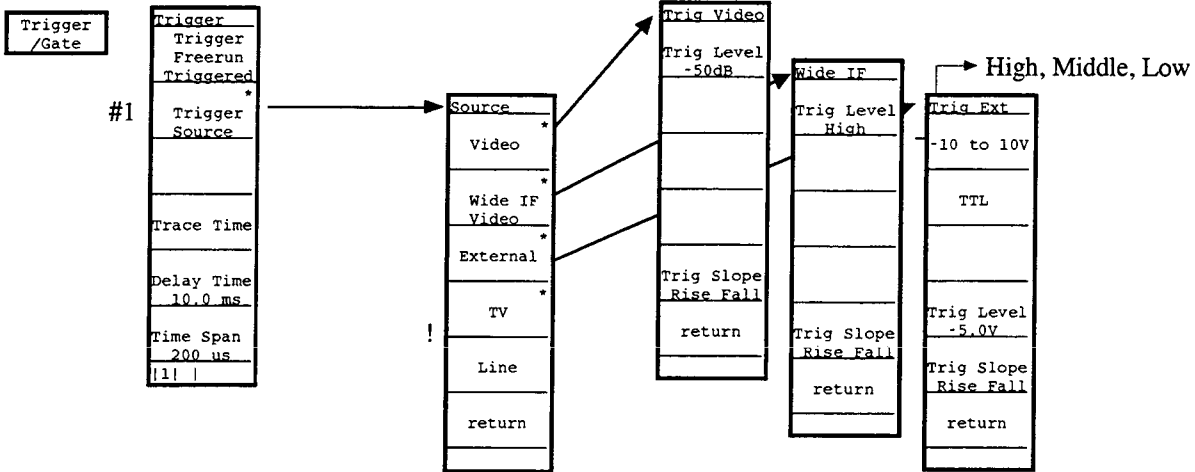 Trigger
/Gate
#1
Trigger
Trigger
Freerun
Triggered
*
Trigger
Source
Trace Time
Delay Time
10.0 ms
Time Span
200 us
|1| |
Source
*
Video
*
Wide IF
Video
*
External
*
TV
!
Line
return
Trig Video
Trig Level
-50dB
Trig Slope
Rise Fall
return
Wide IF
Trig Level
High
Trig Slope
Rise Fall
return
High, Middle, Low
Trig Ext
-10 to 10V
TTL
Trig Level
-5.0V
Trig Slope
Rise Fall
return